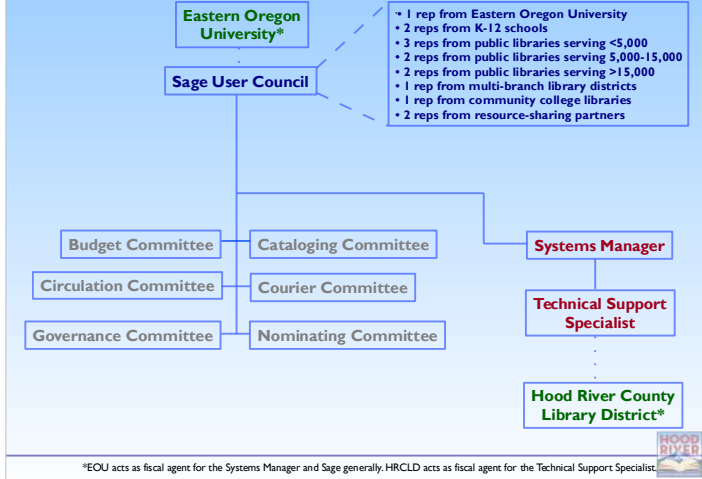 Eastern Oregon
University*
Sage User Council
• 1 rep from Eastern Oregon University
• 2 reps from K-12 schools
• 3 reps from public libraries serving <5,000
• 2 reps from public libraries serving 5,000-15,000
• 2 reps from public libraries serving >15,000
• 1 rep from multi-branch library districts
• 1 rep from community college libraries
• 2 reps from resource-sharing partners
Budget Committee
Cataloging Committee
Circulation Committee
Courier Committee
Governance Committee
Nominating Committee
Systems Manager
Technical Support
Specialist
Hood River County
Library District*
HOOD
RIVER
*EOU acts as fiscal agent for the Systems Manager and Sage generally. HRCLD acts as fiscal agent for the Technical Support Specialist.